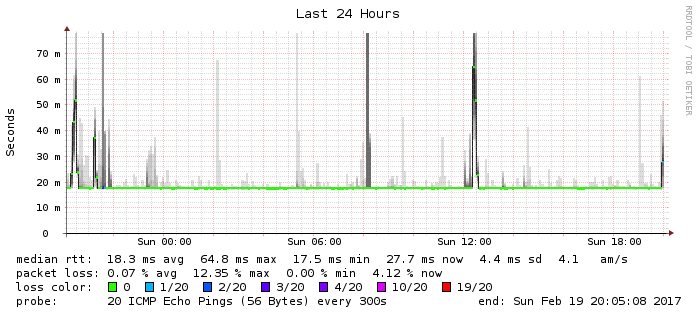 Last 24 Hours
RRDTOOL / TOBI OETIKER
Seconds
70 m
60 m
50 m
40 m
30 m
20 m
10 m
0
Sun 00:00 Sun 06:00 Sun 12:00 Sun 18:00
median rtt: 18.3 ms avg 64.8 ms max 17.5 ms min 27.7 ms now 4.4 ms sd 4.1 am/s
packet loss: 0.07 % avg 12.35 % max 0.00 % min 4.12 % now
loss color: 0 1/20 2/20 3/20 4/20 10/20 19/20
probe: 20 ICMP Echo Pings (56 Bytes) every 300s end: Sun Feb 19 20:05:08 2017